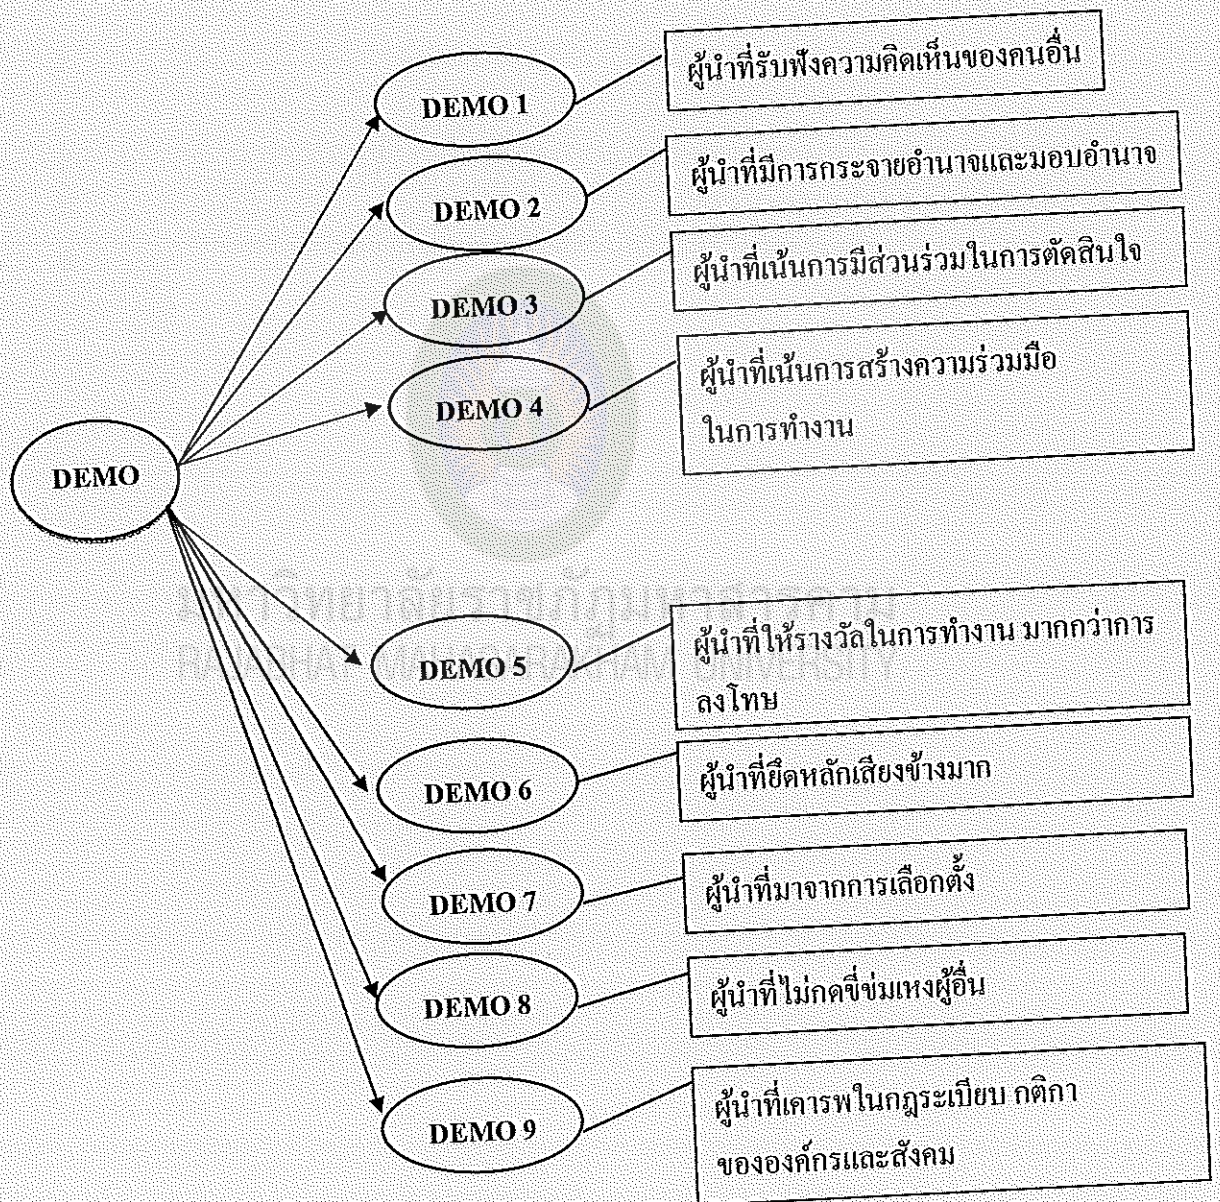 DEMO
DEMO 1
ผู้นำที่รับฟังความคิดเห็นของคนอื่น
DEMO 2
ผู้นำที่มีการกระจายอำนาจและมอบอำนาจ
DEMO 3
ผู้นำที่เน้นการมีส่วนร่วมในการตัดสินใจ
DEMO 4
ผู้นำที่เน้นการสร้างความร่วมมือ
ในการทำงาน
DEMO 5
ผู้นำที่ให้รางวัลในการทำงาน มากกว่าการ
ลงโทษ
DEMO 6
ผู้นำที่ยึดหลักเสียงข้างมาก
DEMO 7
ผู้นำที่มาจากการเลือกตั้ง
DEMO 8
ผู้นำที่ไม่กดขี่ข่มเหงผู้อื่น
DEMO 9
ผู้นำที่เคารพในกฎระเบียบ กติกา
ขององค์กรและสังคม